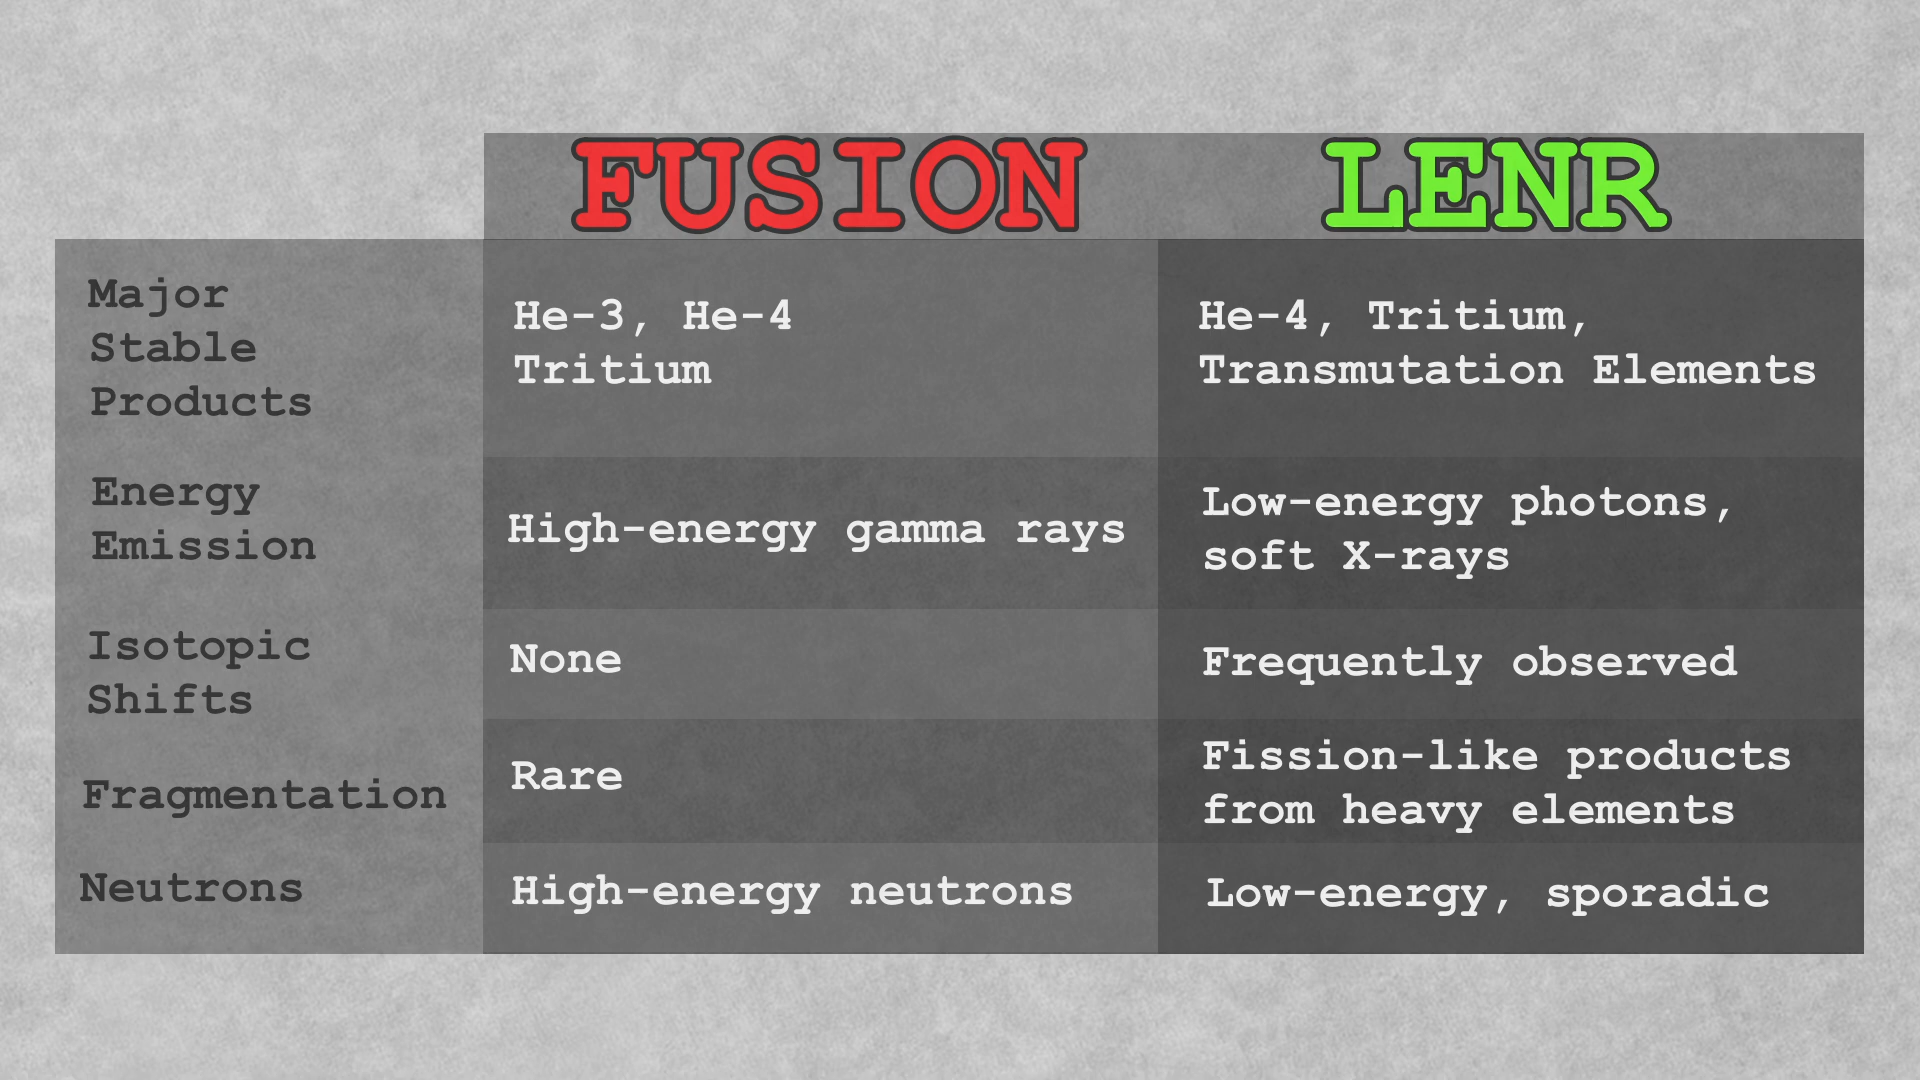 FUSION LENR
Major
Stable
Products
He-3, He-4
Tritium
He-4, Tritium,
Transmutation Elements
Energy
Emission
High-energy gamma rays
Low-energy photons,
soft X-rays
Isotopic
Shifts
None
Frequently observed
Fragmentation
Rare
Fission-like products
from heavy elements
Neutrons
High-energy neutrons
Low-energy, sporadic